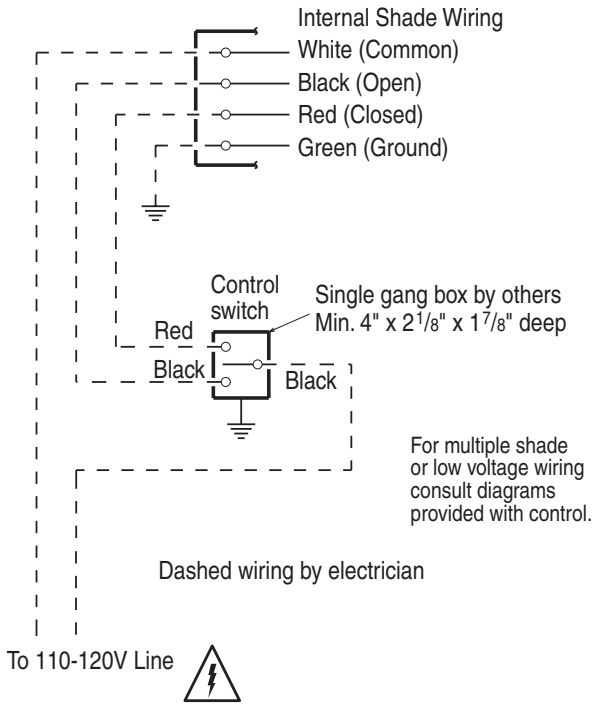 Internal Shade Wiring
White (Common)
Black (Open)
Red (Closed)
Green (Ground)
Control
switch
Single gang box by others
Min. 4" x 2 1/8" x 1 7/8" deep
Red
Black
Black
For multiple shade
or low voltage wiring
consult diagrams
provided with control.
Dashed wiring by electrician
To 110-120V Line